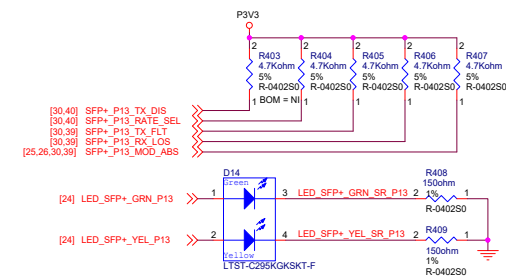 P3V3
2 2 2 2 2
R403 R404 R405 R406 R407
4.7Kohm 4.7Kohm 4.7Kohm 4.7Kohm 4.7Kohm
5% 5% 5% 5% 5%
R-0402S0 R-0402S0 R-0402S0 R-0402S0 R-0402S0
1 BOM = NI 1 1 1 1
[30,40] SFP+_P13_TX_DIS
[30,40] SFP+_P13_RATE_SEL
[30,39] SFP+_P13_TX_FLT
[30,39] SFP+_P13_RX_LOS
[25,26,30,39] SFP+_P13_MOD_ABS
D14
Green
R408
150ohm
[24] LED_SFP+_GRN_P13 1 3 LED_SFP+_GRN_SR_P13 2 1% 1
R-0402S0
R409
[24] LED_SFP+_YEL_P13 2 4 LED_SFP+_YEL_SR_P13 2 1
150ohm
Yellow
1%
LTST-C295KGKSKT-F
R-0402S0